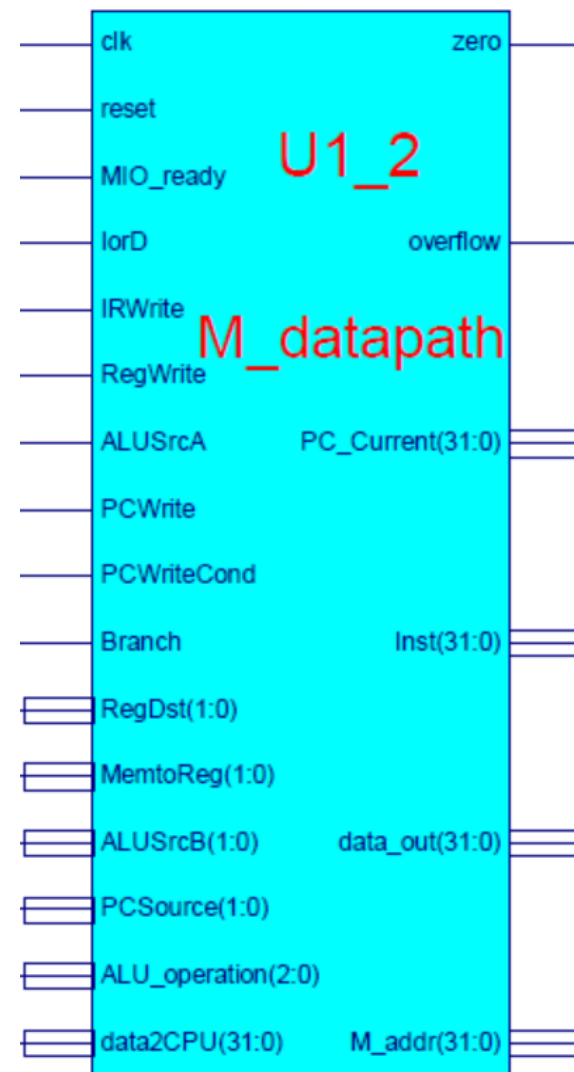 clk zero
reset
U1_2
MIO_ready
IorD overflow
IRWrite
M_datapath
RegWrite
ALUSrcA PC_Current(31:0)
PCWrite
PCWriteCond
Branch Inst(31:0)
RegDst(1:0)
MemtoReg(1:0)
ALUSrcB(1:0) data_out(31:0)
PCSource(1:0)
ALU_operation(2:0)
data2CPU(31:0) M_addr(31:0)